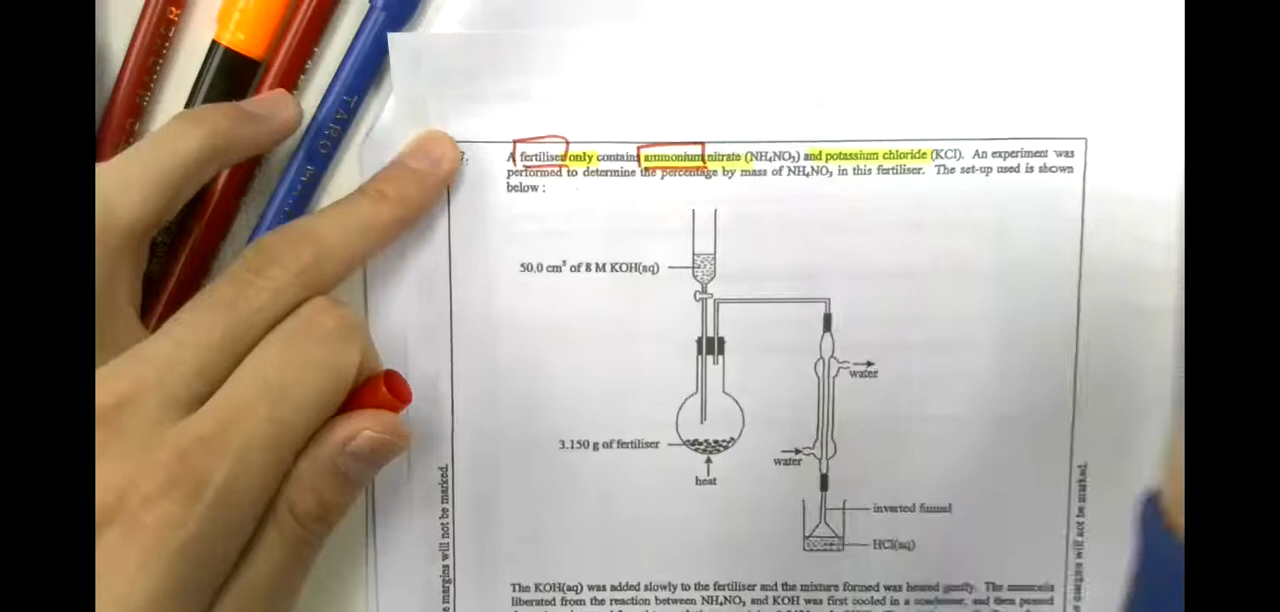 7.
A fertiliser only contains ammonium nitrate (NH₄NO₃) and potassium chloride (KCl). An experiment was
performed to determine the percentage by mass of NH₄NO₃ in this fertiliser. The set-up used is shown
below :
50.0 cm³ of 8 M KOH(aq)
water
3.150 g of fertiliser
water
heat
inverted funnel
HCl(aq)
The KOH(aq) was added slowly to the fertiliser and the mixture formed was heated gently. The
liberated from the reaction between NH₄NO₃ and KOH was first cooled in a condenser, and then passed
e margins will not be marked.
e margins will not be marked.
TARO